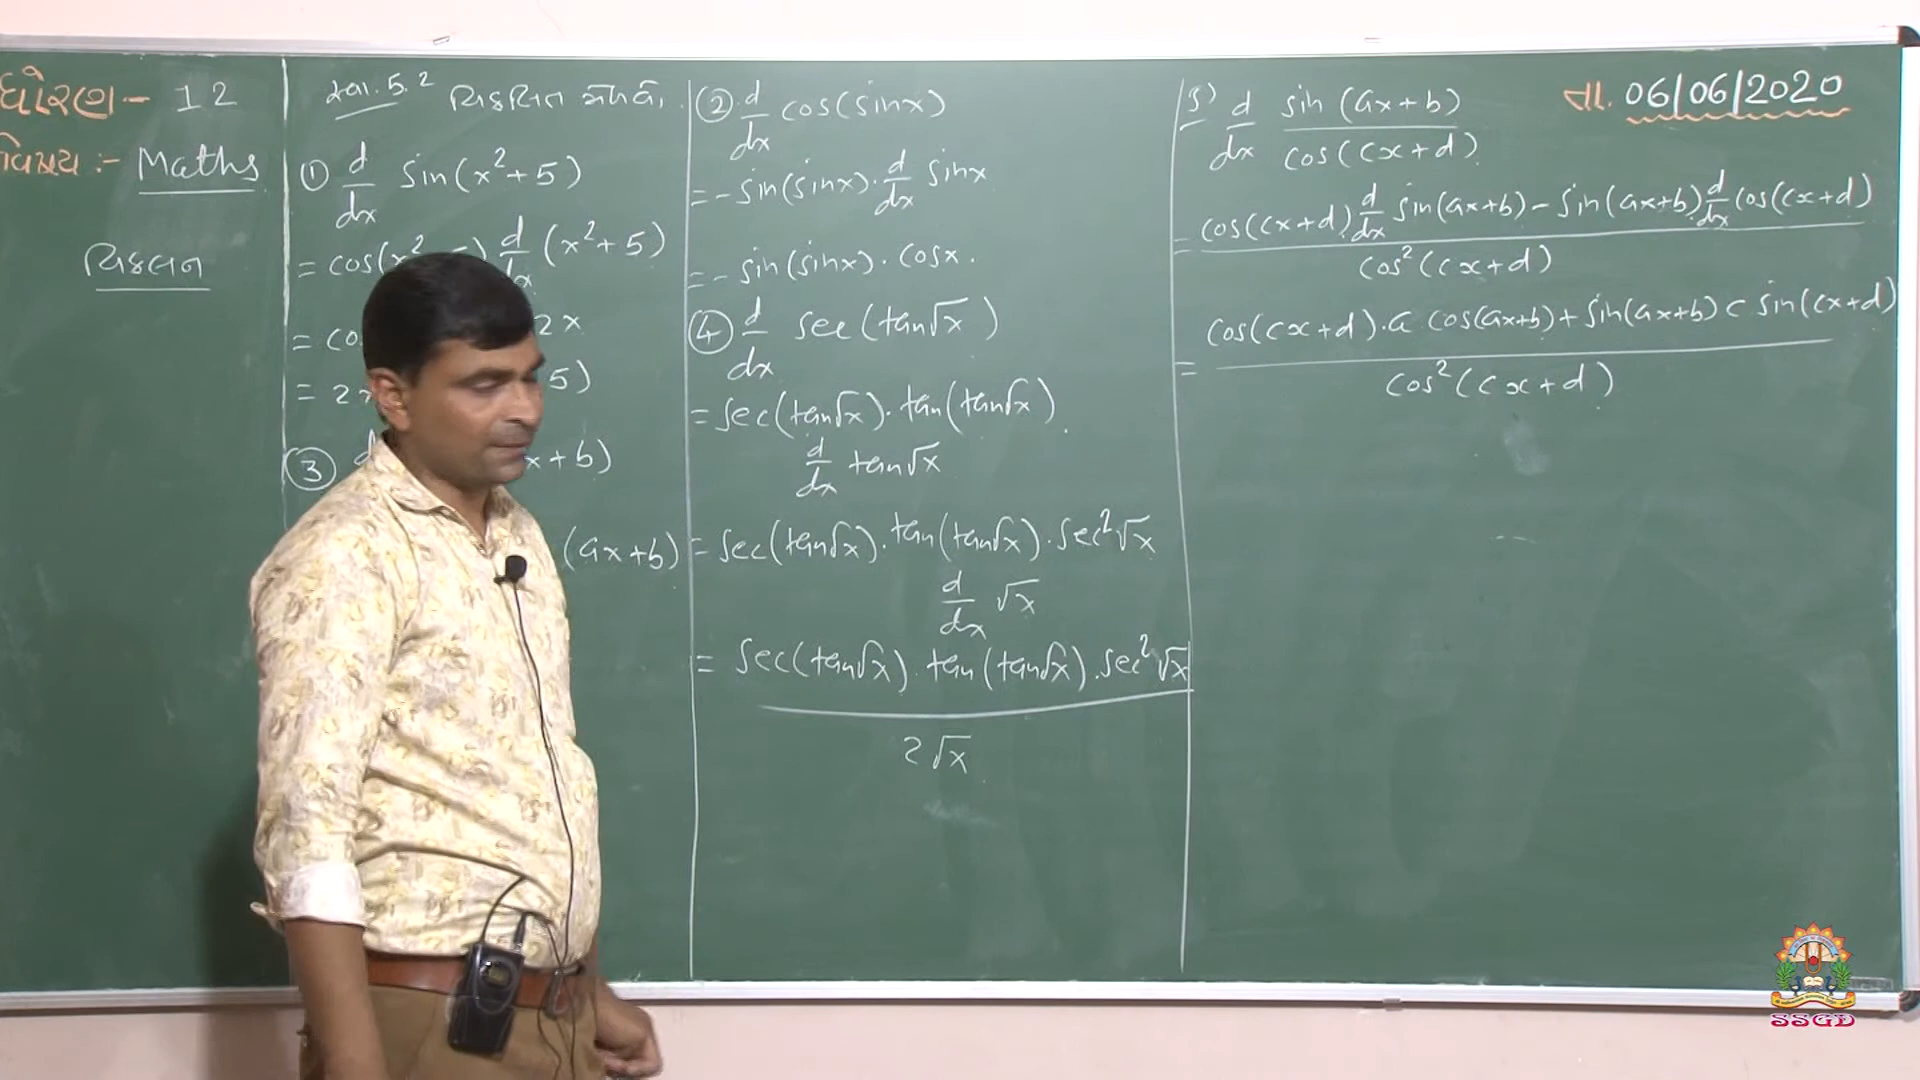 ધોરણ - 12
વિષય :- Maths
વિકલન
સ્વા. 5.2 વિકલિત મેળવો.
① d/dx sin(x²+5)
= cos(x² 5) d/dx (x²+5)
= co 2x
= 2x 5)
③ d x+b)
(ax+b)
② d/dx cos(sinx)
= -sin(sinx)·d/dx sinx
= -sin(sinx)·cosx.
④ d/dx sec(tan√x)
= sec(tan√x)·tan(tan√x).
d/dx tan√x
= sec(tan√x)·tan(tan√x)·sec²√x
d/dx √x
= sec(tan√x)·tan(tan√x)·sec²√x
2√x
5) d/dx sin(ax+b)
cos(cx+d)
= cos(cx+d) d/dx sin(ax+b) - sin(ax+b) d/dx cos(cx+d)
cos²(cx+d)
= cos(cx+d)·a cos(ax+b) + sin(ax+b) c sin(cx+d)
cos²(cx+d)
તા. 06/06/2020
SSGD